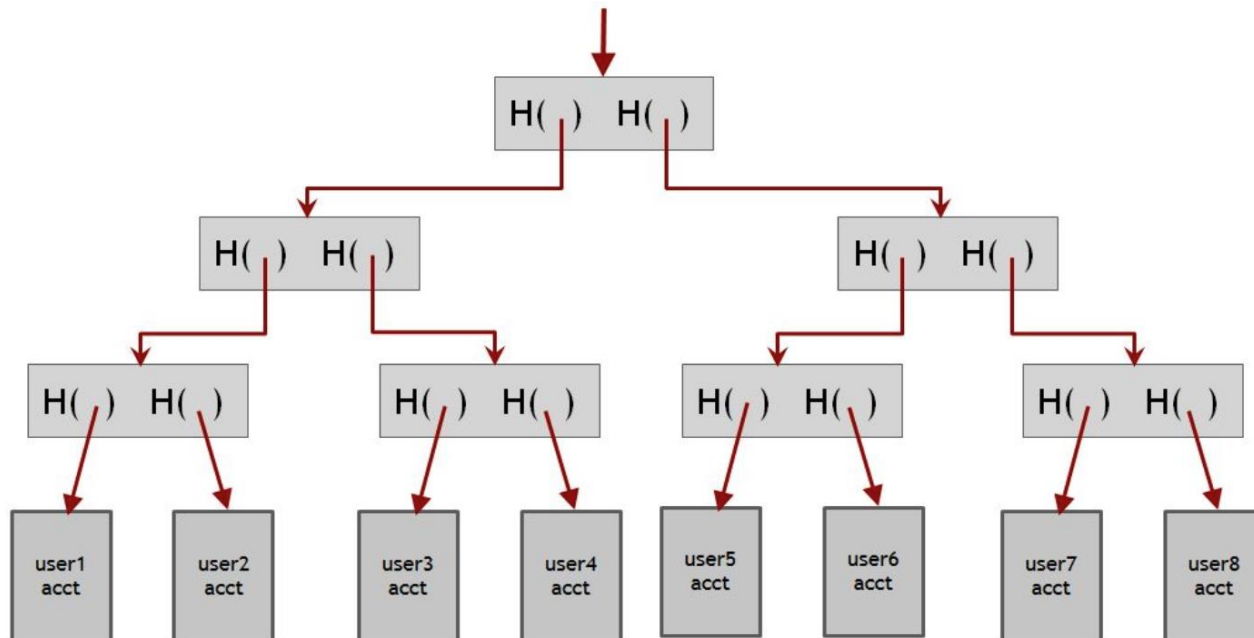 H( ) H( )
H( ) H( )
H( ) H( )
H( ) H( )
H( ) H( )
H( ) H( )
H( ) H( )
user1
acct
user2
acct
user3
acct
user4
acct
user5
acct
user6
acct
user7
acct
user8
acct